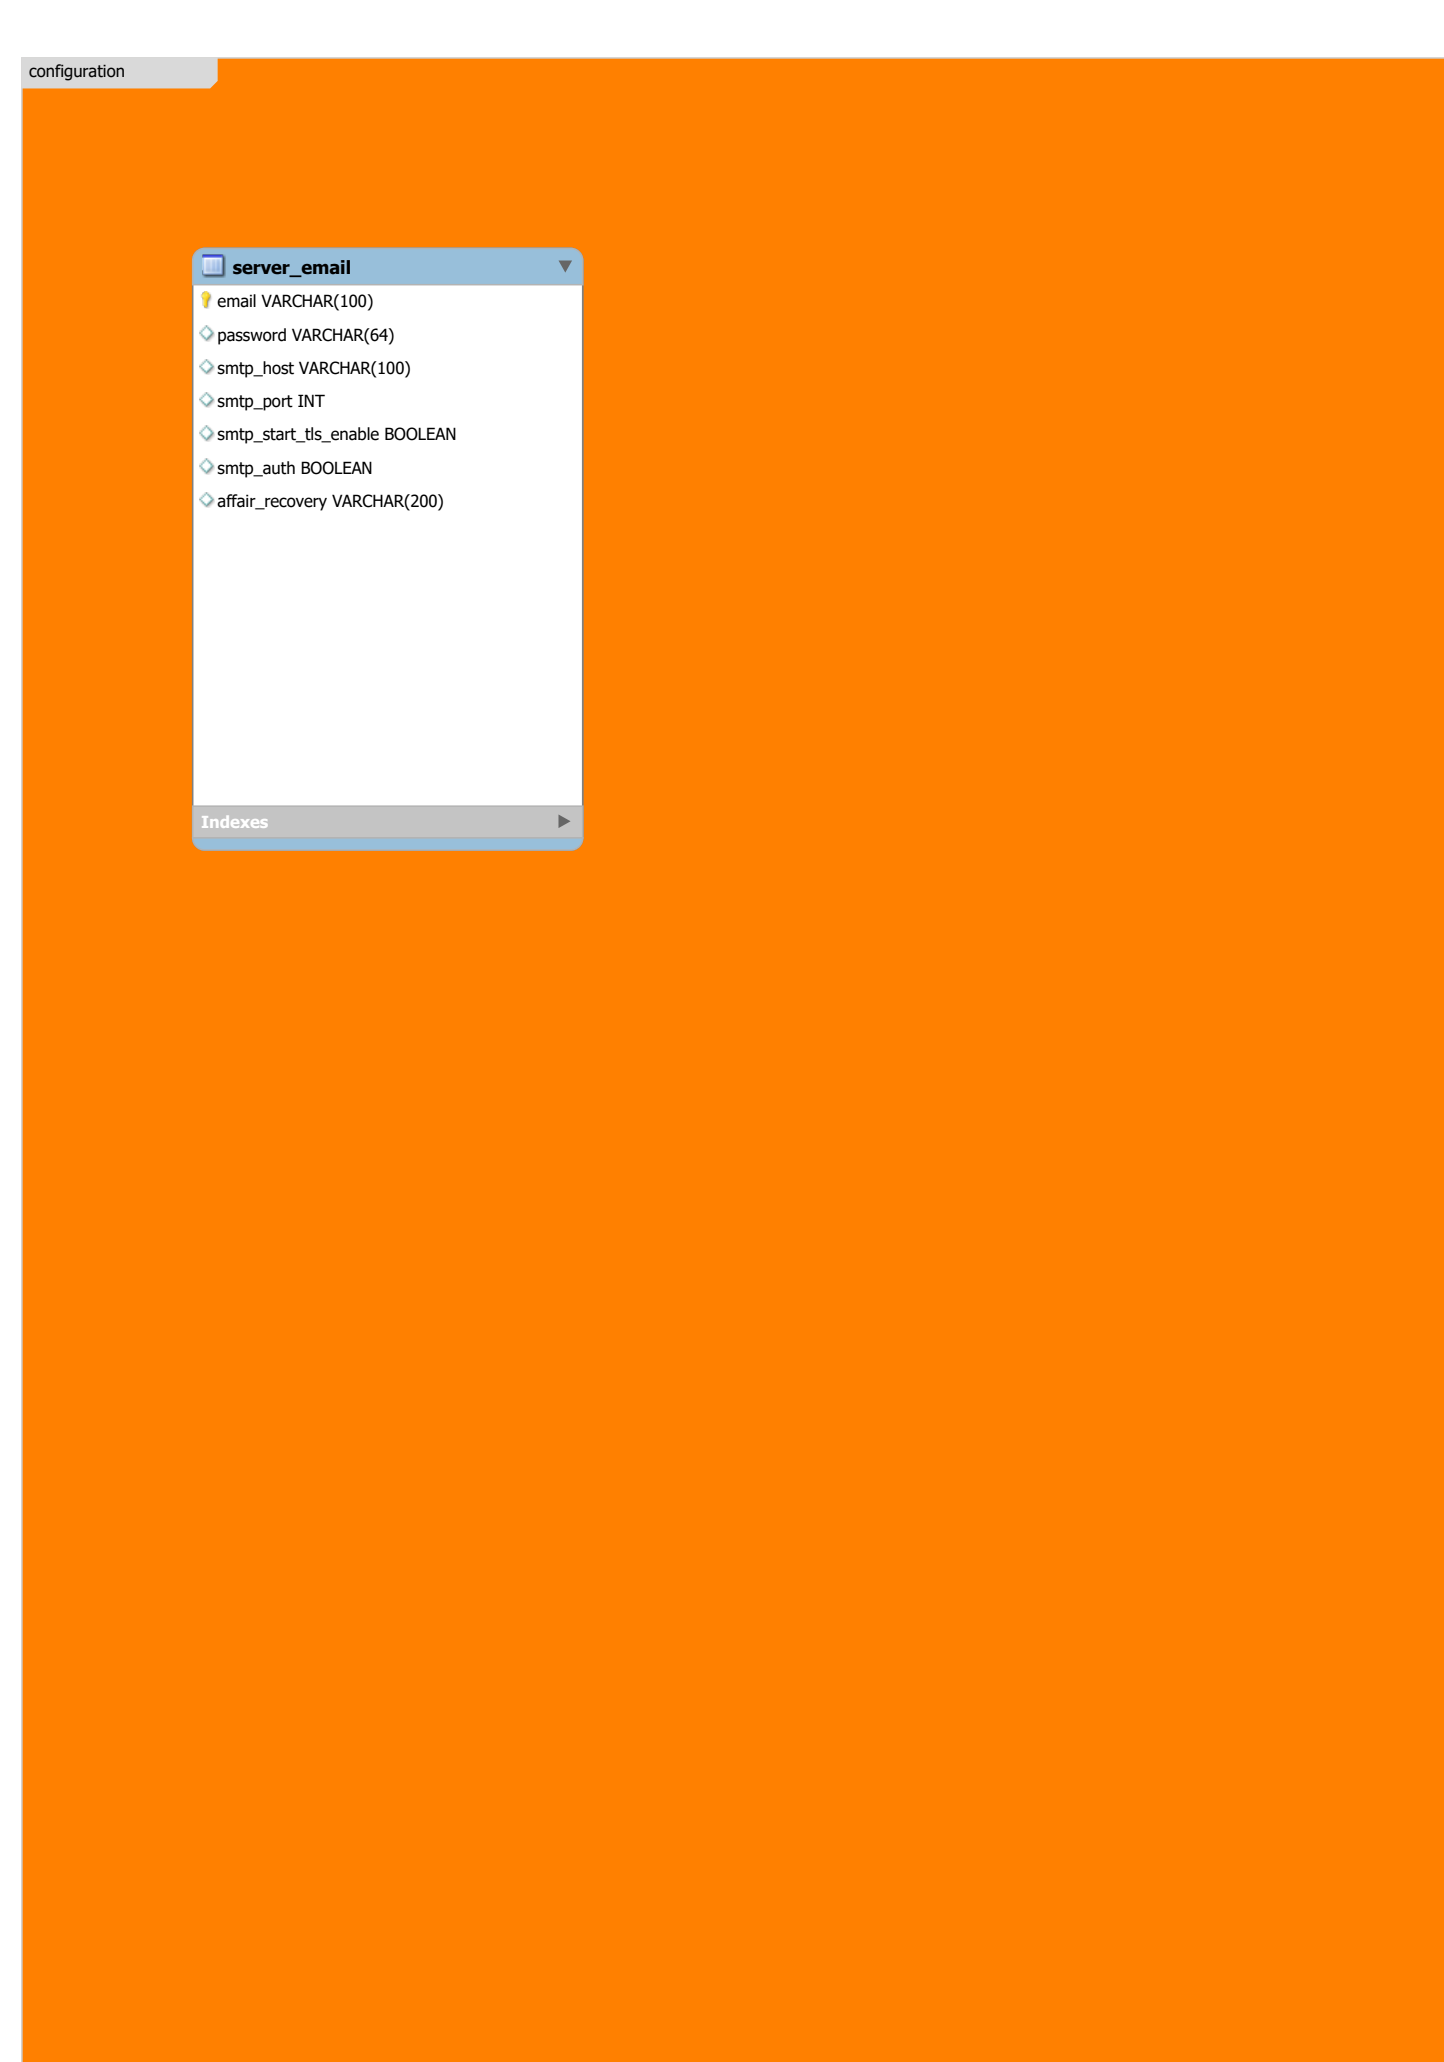 configuration
server_email
email VARCHAR(100)
password VARCHAR(64)
smtp_host VARCHAR(100)
smtp_port INT
smtp_start_tls_enable BOOLEAN
smtp_auth BOOLEAN
affair_recovery VARCHAR(200)
Indexes